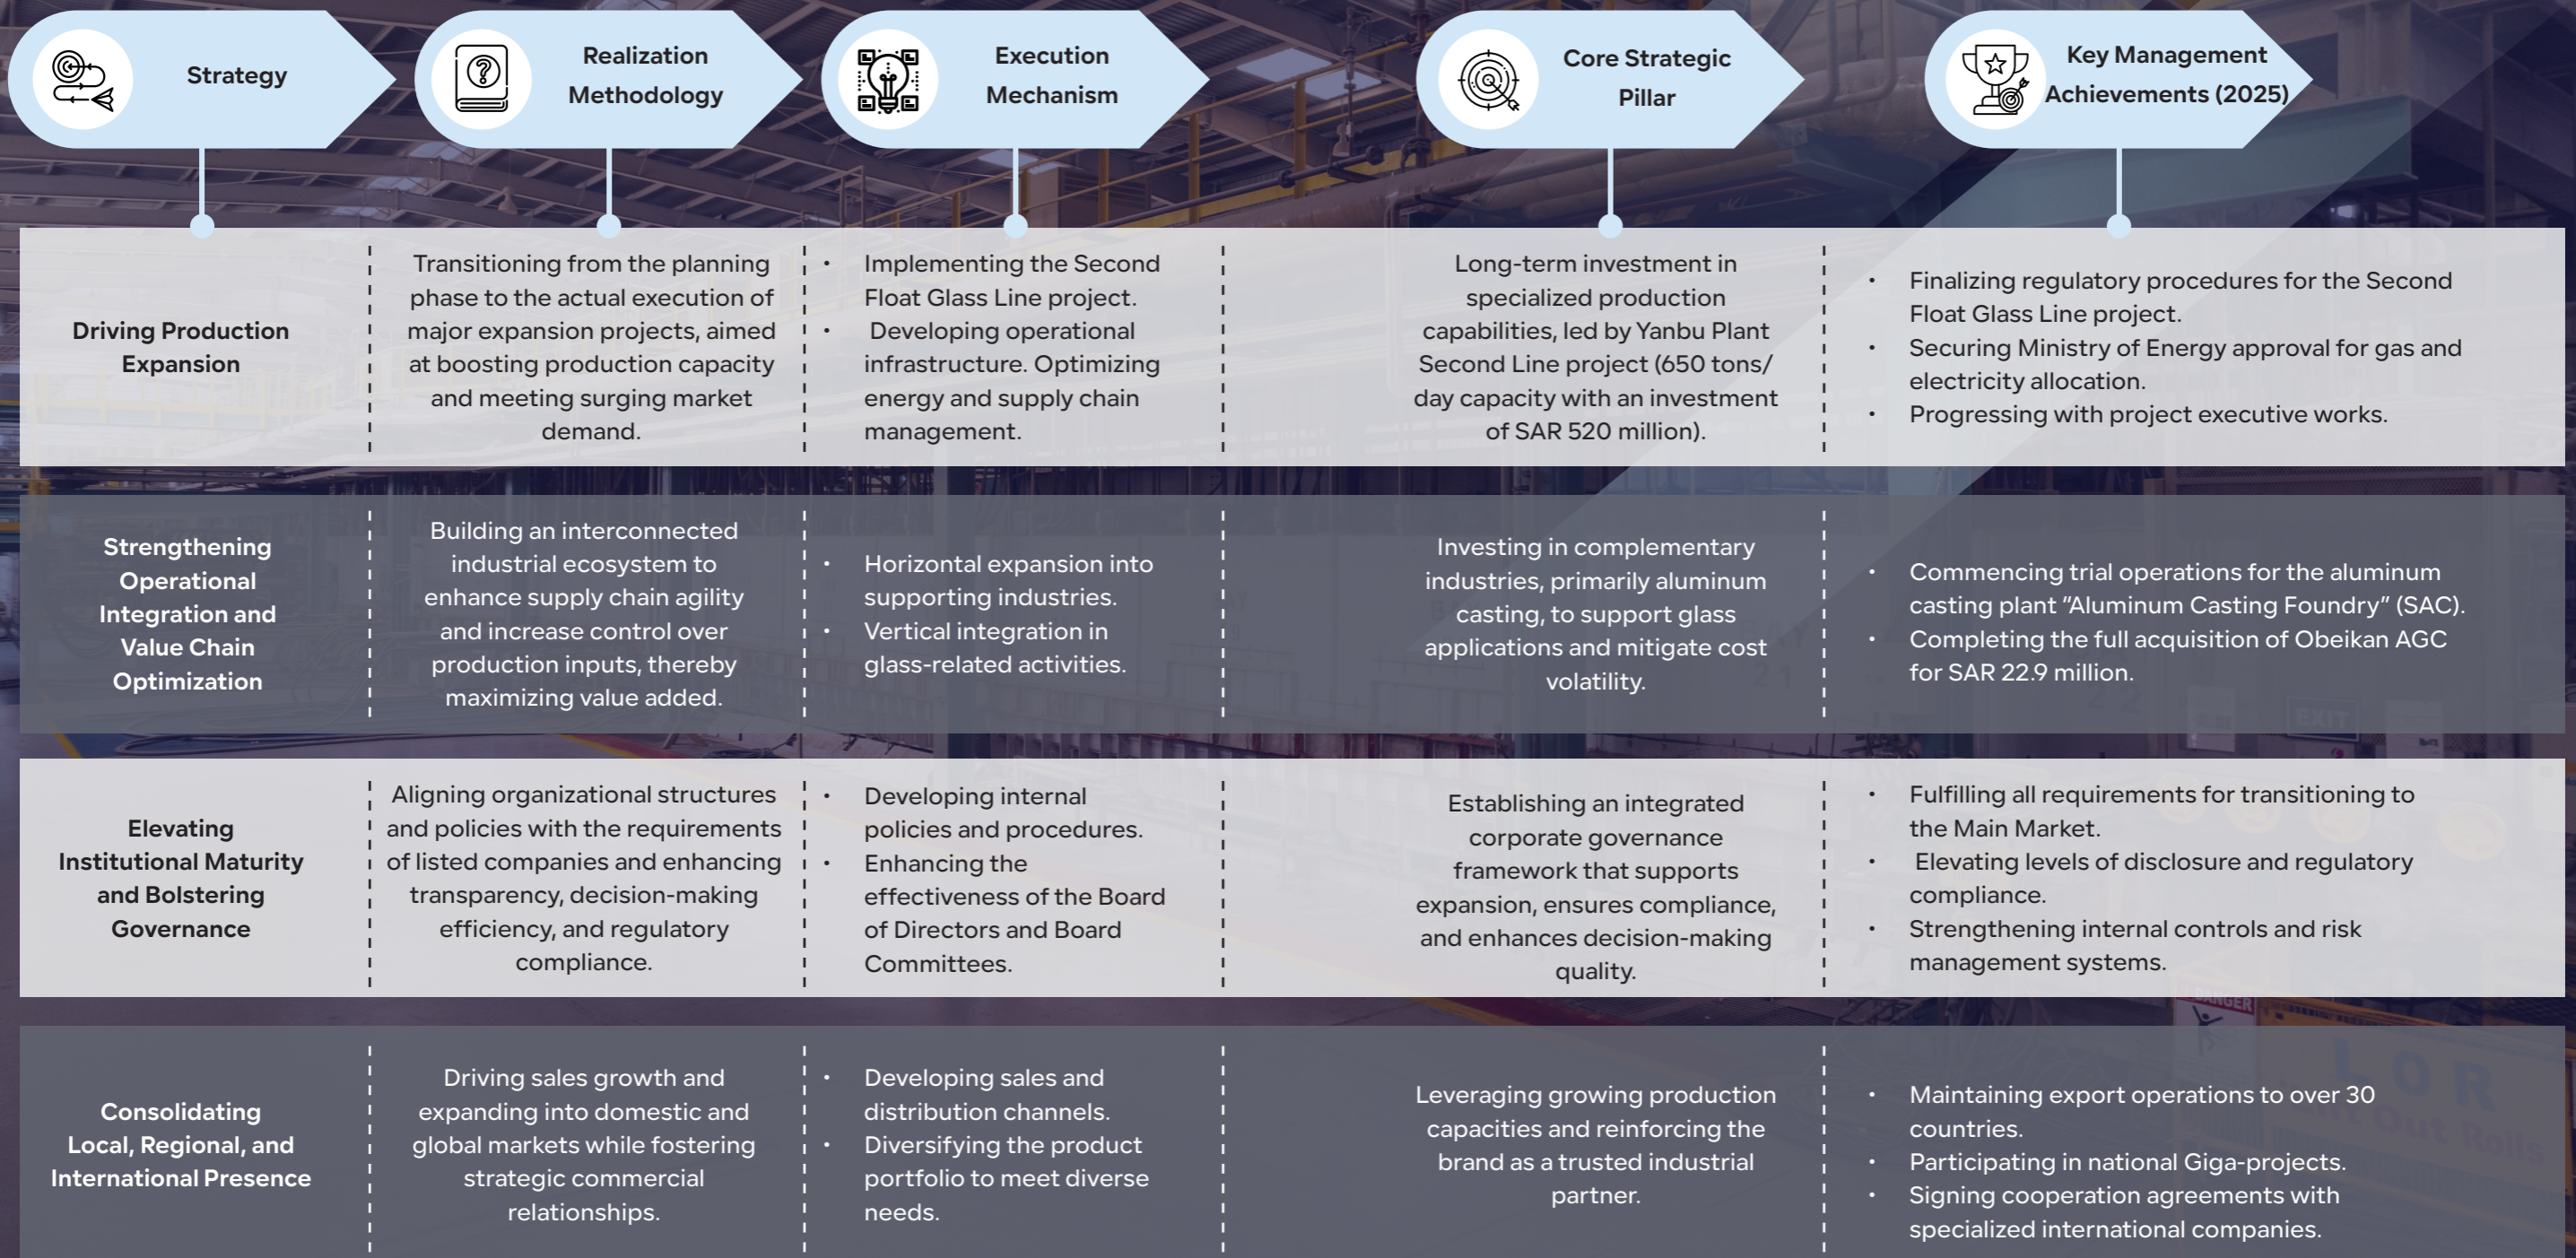 Strategy
Realization
Methodology
Execution
Mechanism
Core Strategic
Pillar
Key Management
Achievements (2025)
Driving Production
Expansion
Transitioning from the planning
phase to the actual execution of
major expansion projects, aimed
at boosting production capacity
and meeting surging market
demand.
• Implementing the Second
Float Glass Line project.
• Developing operational
infrastructure. Optimizing
energy and supply chain
management.
Long-term investment in
specialized production
capabilities, led by Yanbu Plant
Second Line project (650 tons/
day capacity with an investment
of SAR 520 million).
• Finalizing regulatory procedures for the Second
Float Glass Line project.
• Securing Ministry of Energy approval for gas and
electricity allocation.
• Progressing with project executive works.
Strengthening
Operational
Integration and
Value Chain
Optimization
Building an interconnected
industrial ecosystem to
enhance supply chain agility
and increase control over
production inputs, thereby
maximizing value added.
• Horizontal expansion into
supporting industries.
• Vertical integration in
glass-related activities.
Investing in complementary
industries, primarily aluminum
casting, to support glass
applications and mitigate cost
volatility.
• Commencing trial operations for the aluminum
casting plant “Aluminum Casting Foundry” (SAC).
• Completing the full acquisition of Obeikan AGC
for SAR 22.9 million.
21
22
EXIT
Elevating
Institutional Maturity
and Bolstering
Governance
Aligning organizational structures
and policies with the requirements
of listed companies and enhancing
transparency, decision-making
efficiency, and regulatory
compliance.
• Developing internal
policies and procedures.
• Enhancing the
effectiveness of the Board
of Directors and Board
Committees.
Establishing an integrated
corporate governance
framework that supports
expansion, ensures compliance,
and enhances decision-making
quality.
• Fulfilling all requirements for transitioning to
the Main Market.
• Elevating levels of disclosure and regulatory
compliance.
• Strengthening internal controls and risk
management systems.
DANGER
Consolidating
Local, Regional, and
International Presence
Driving sales growth and
expanding into domestic and
global markets while fostering
strategic commercial
relationships.
• Developing sales and
distribution channels.
• Diversifying the product
portfolio to meet diverse
needs.
Leveraging growing production
capacities and reinforcing the
brand as a trusted industrial
partner.
• Maintaining export operations to over 30
countries.
• Participating in national Giga-projects.
• Signing cooperation agreements with
specialized international companies.
LOR
Out Rolls